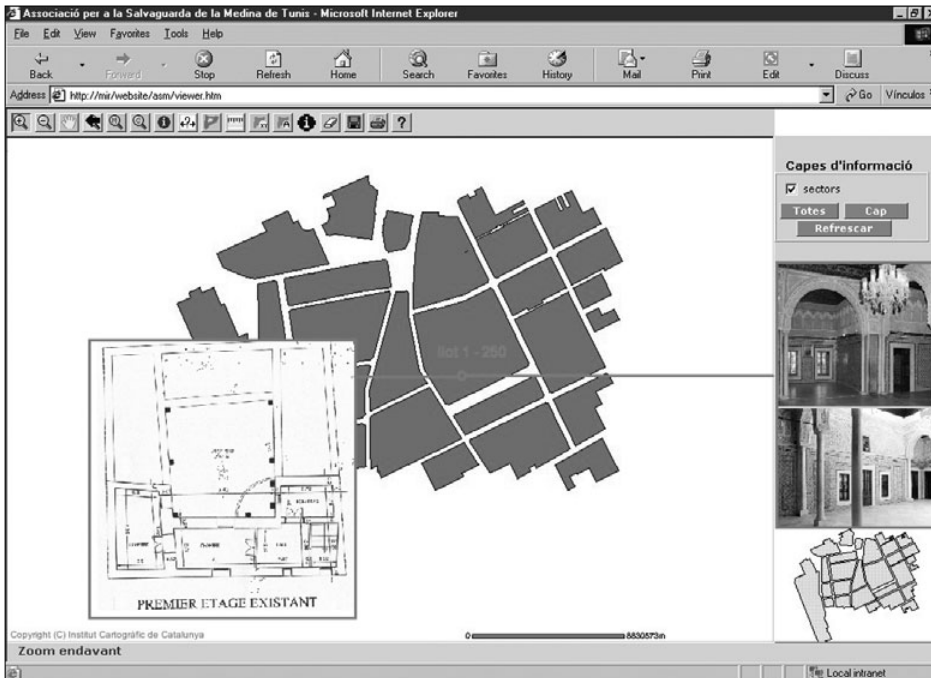 Associació per a la Salvaguarda de la Medina de Tunis - Microsoft Internet Explorer
File Edit View Favorites Tools Help
Back Forward Stop Refresh Home Search Favorites History Mail Print Edit Discuss
Address http://mir/website/asm/viewer.htm Go Vínculos
Capes d'informació
sectors
Totes Cap
Refrescar
illot 1 - 250
PREMIER ETAGE EXISTANT
Copyright (C) Institut Cartogràfic de Catalunya
0 8830573m
Zoom endavant
Local intranet